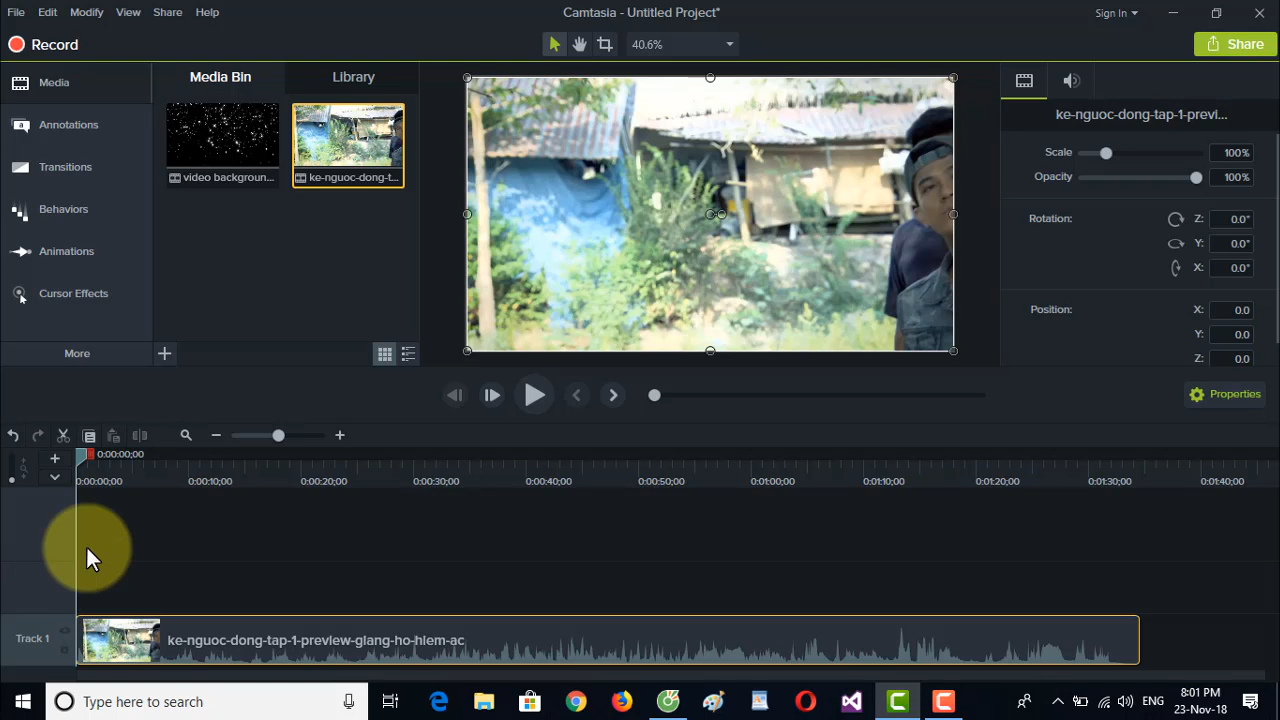 File Edit Modify View Share Help
Camtasia - Untitled Project*
Sign In
Record
40.6%
Share
Media
Annotations
Transitions
Behaviors
Animations
Cursor Effects
More
Media Bin
Library
video backgroun...
ke-nguoc-dong-t...
ke-nguoc-dong-tap-1-previ...
Scale 100%
Opacity 100%
Rotation: Z: 0.0°
Y: 0.0°
X: 0.0°
Position: X: 0.0
Y: 0.0
Z: 0.0
Properties
0:00:00;00
0:00:00;00 0:00:10;00 0:00:20;00 0:00:30;00 0:00:40;00 0:00:50;00 0:01:00;00 0:01:10;00 0:01:20;00 0:01:30;00 0:01:40;00
Track 1
ke-nguoc-dong-tap-1-preview-giang-ho-hiem-ac
Type here to search
ENG
8:01 PM
23-Nov-18